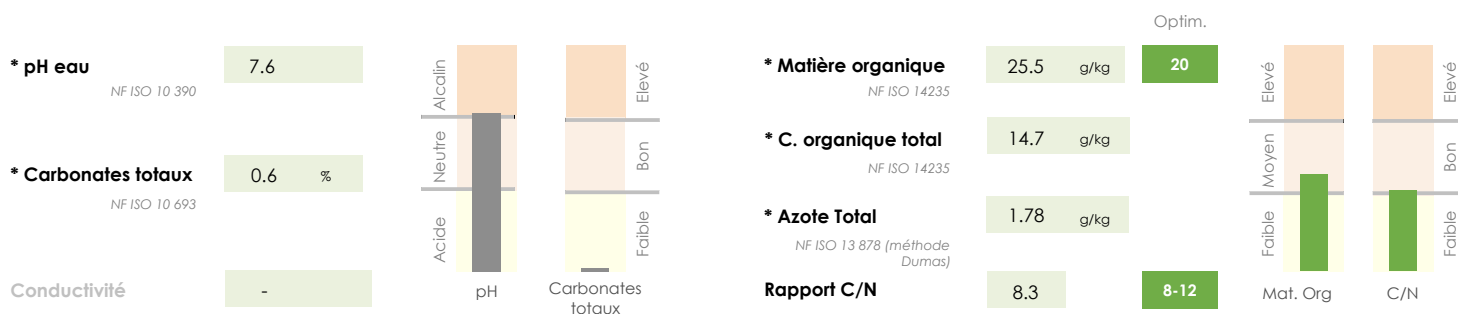 Optim.
* pH eau 7.6
NF ISO 10 390
* Carbonates totaux 0.6 %
NF ISO 10 693
Conductivité -
Alcalin
Neutre
Acide
Elevé
Bon
Faible
pH
Carbonates
totaux
* Matière organique 25.5 g/kg 20
NF ISO 14235
* C. organique total 14.7 g/kg
NF ISO 14235
* Azote Total 1.78 g/kg
NF ISO 13 878 (méthode
Dumas)
Rapport C/N 8.3 8-12
Elevé
Moyen
Faible
Elevé
Bon
Faible
Mat. Org
C/N